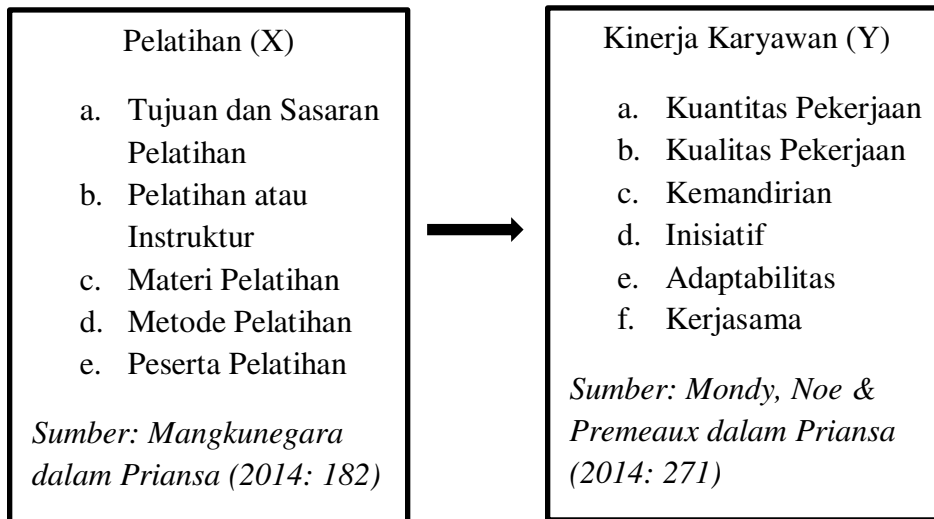 Pelatihan (X)
a. Tujuan dan Sasaran
Pelatihan
b. Pelatihan atau
Instruktur
c. Materi Pelatihan
d. Metode Pelatihan
e. Peserta Pelatihan
Sumber: Mangkunegara
dalam Priansa (2014: 182)
Kinerja Karyawan (Y)
a. Kuantitas Pekerjaan
b. Kualitas Pekerjaan
c. Kemandirian
d. Inisiatif
e. Adaptabilitas
f. Kerjasama
Sumber: Mondy, Noe &
Premeaux dalam Priansa
(2014: 271)